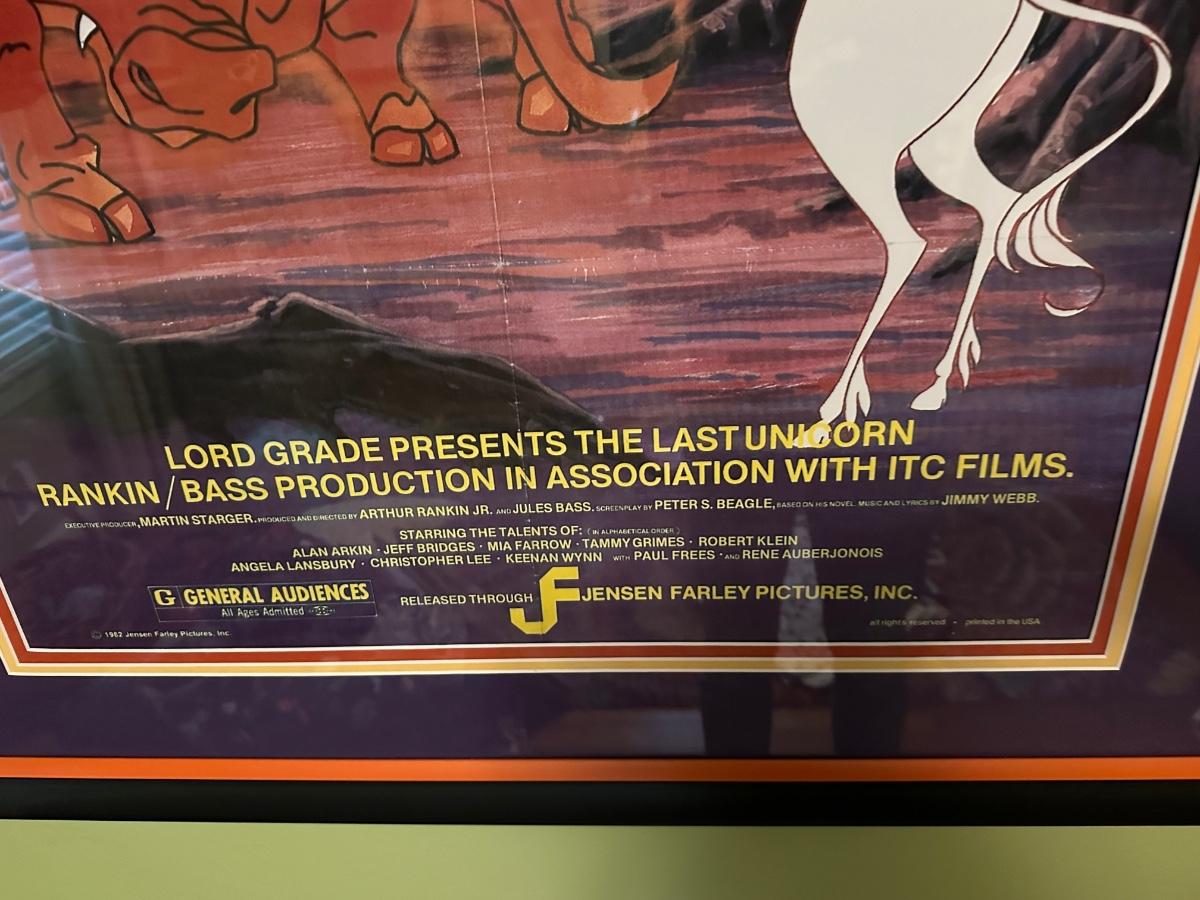 LORD GRADE PRESENTS THE LAST UNICORN
RANKIN/BASS PRODUCTION IN ASSOCIATION WITH ITC FILMS.
EXECUTIVE PRODUCER, MARTIN STARGER. PRODUCED AND DIRECTED BY ARTHUR RANKIN JR. AND JULES BASS. SCREENPLAY BY PETER S. BEAGLE, BASED ON HIS NOVEL. MUSIC AND LYRICS BY JIMMY WEBB.
STARRING THE TALENTS OF: (IN ALPHABETICAL ORDER)
ALAN ARKIN · JEFF BRIDGES · MIA FARROW · TAMMY GRIMES · ROBERT KLEIN
ANGELA LANSBURY · CHRISTOPHER LEE · KEENAN WYNN WITH PAUL FREES · AND RENE AUBERJONOIS
G GENERAL AUDIENCES
All Ages Admitted
RELEASED THROUGH JF JENSEN FARLEY PICTURES, INC.
© 1982 Jensen Farley Pictures, Inc.
all rights reserved · printed in the USA